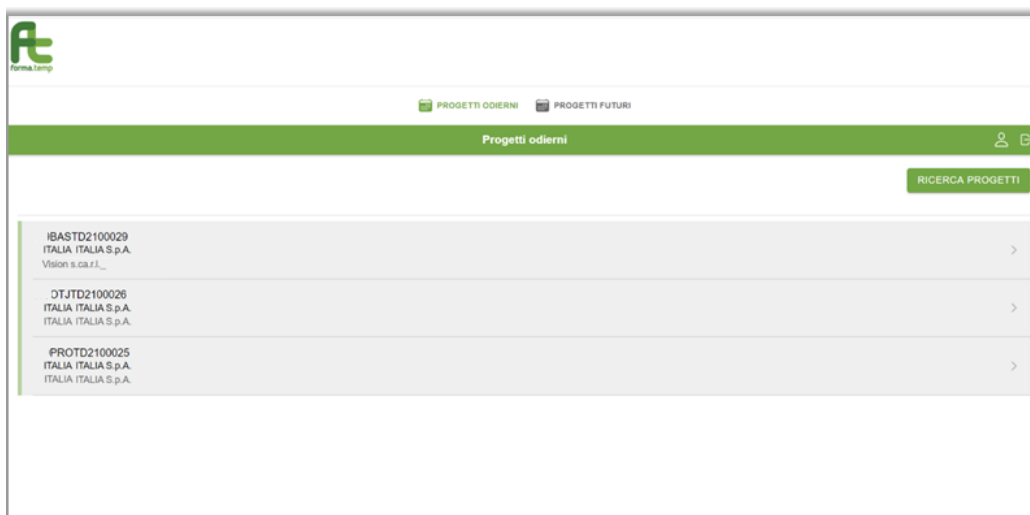 forma.temp
PROGETTI ODIERNI PROGETTI FUTURI
Progetti odierni
RICERCA PROGETTI
BASTD2100029
ITALIA ITALIA S.p.A.
Vision s.ca.r.l._
OTJTD2100026
ITALIA ITALIA S.p.A.
ITALIA ITALIA S.p.A.
PROTD2100025
ITALIA ITALIA S.p.A.
ITALIA ITALIA S.p.A.